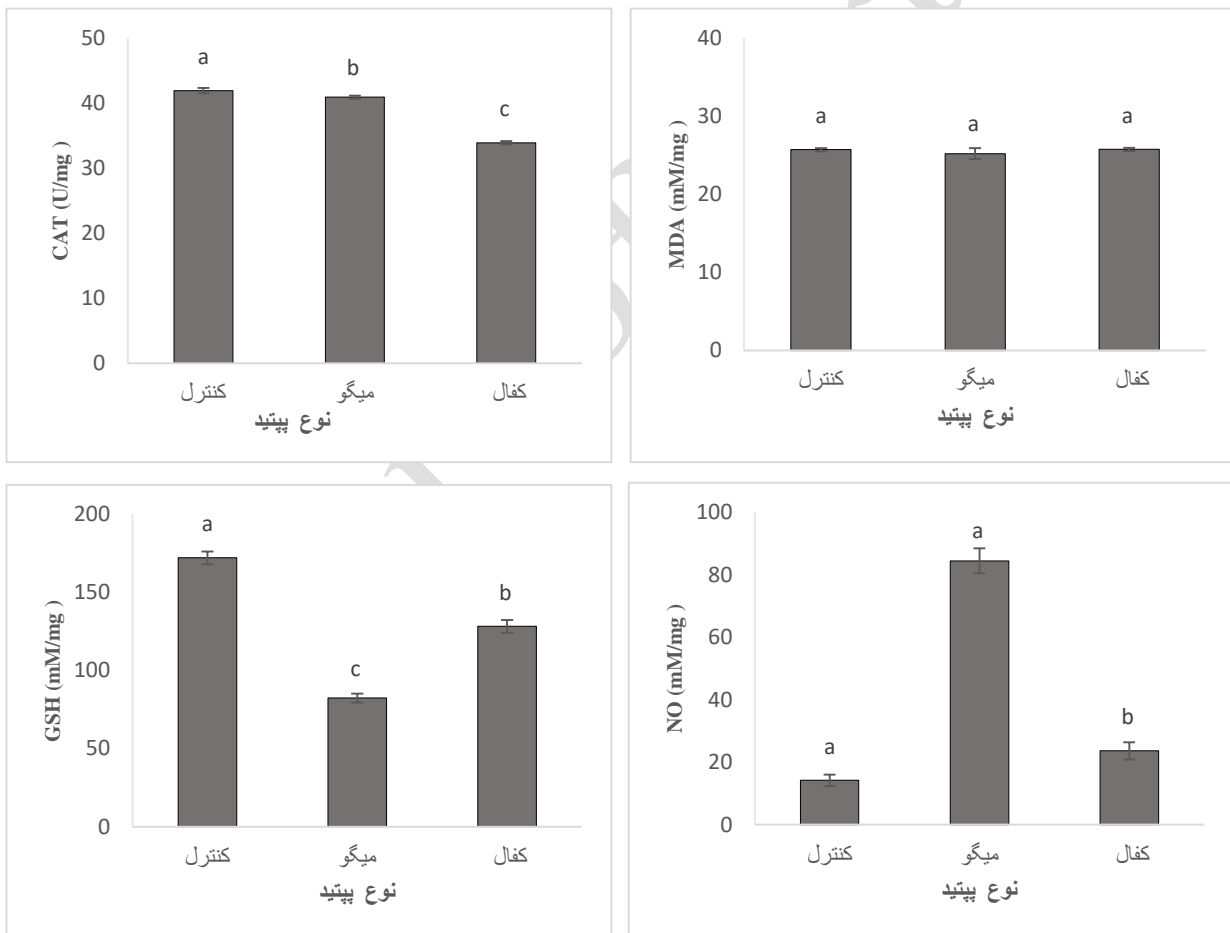 50
40
30
20
10
0
CAT (U/mg )
a
b
c
کنترل
میگو
کفال
نوع پپتید
40
30
20
10
0
MDA (mM/mg )
a
a
a
کنترل
میگو
کفال
نوع پپتید
200
150
100
50
0
GSH (mM/mg )
a
c
b
کنترل
میگو
کفال
نوع پپتید
100
80
60
40
20
0
NO (mM/mg )
a
a
b
کنترل
میگو
کفال
نوع پپتید